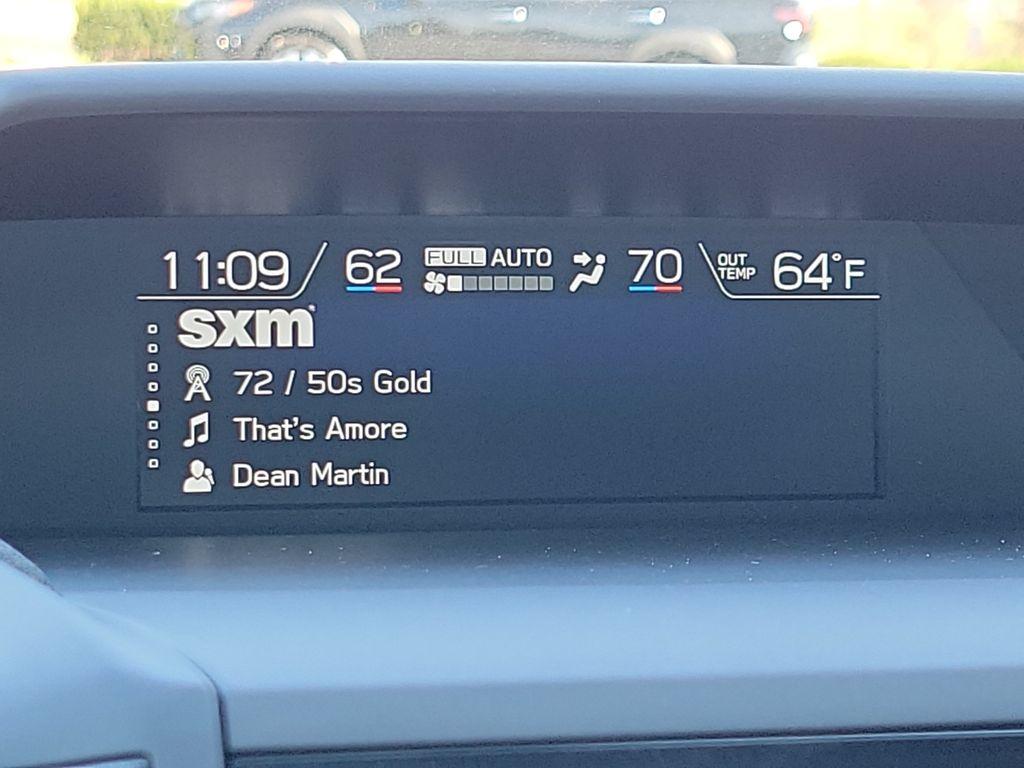 11:09 62 FULL AUTO 70 OUT TEMP 64°F
sxm
72 / 50s Gold
That's Amore
Dean Martin